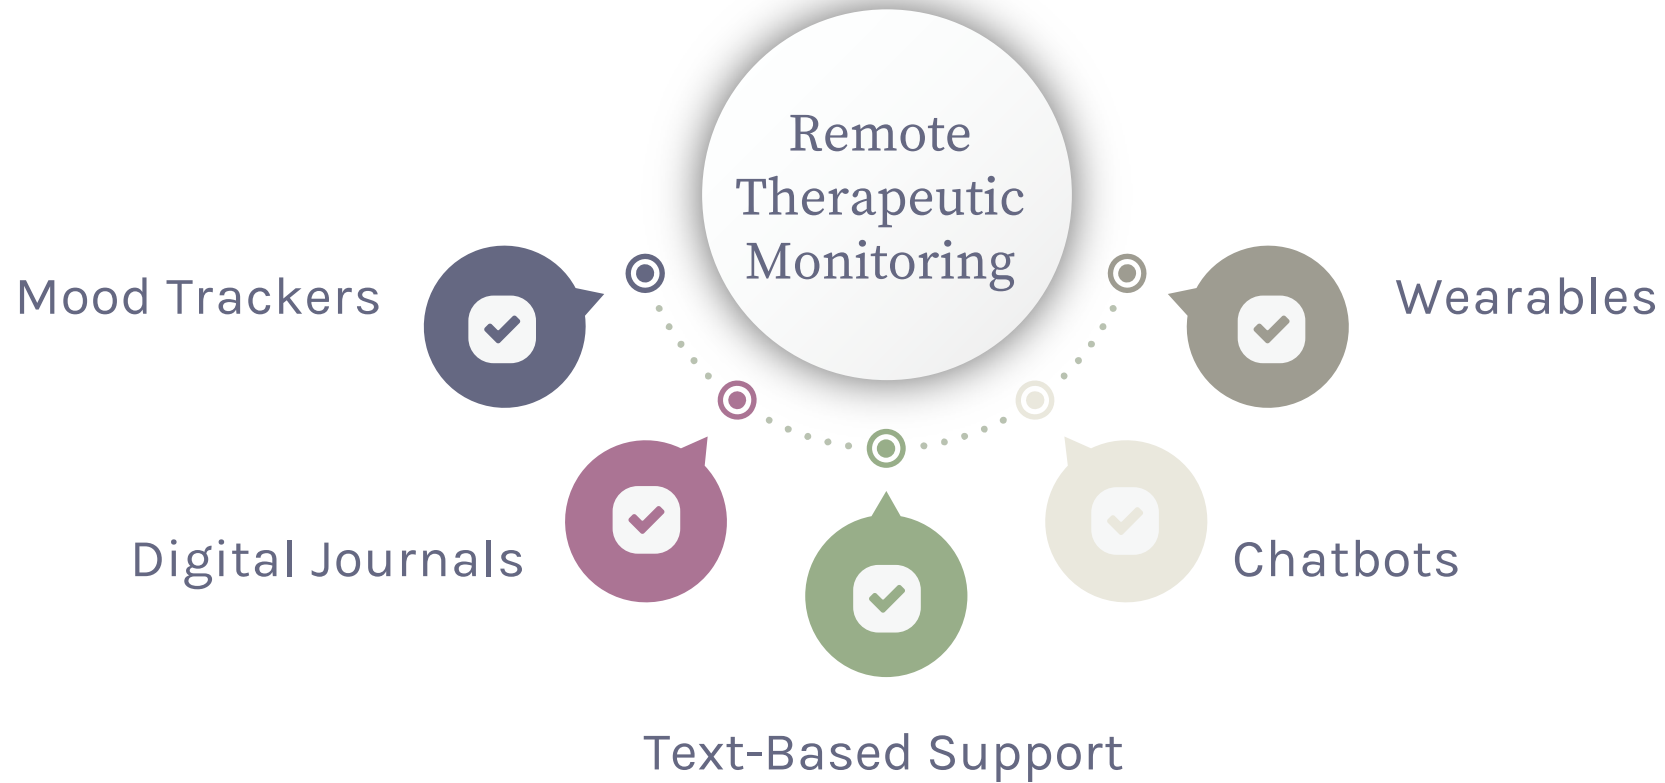 Remote
Therapeutic
Monitoring
Mood Trackers
Wearables
Digital Journals
Chatbots
Text-Based Support